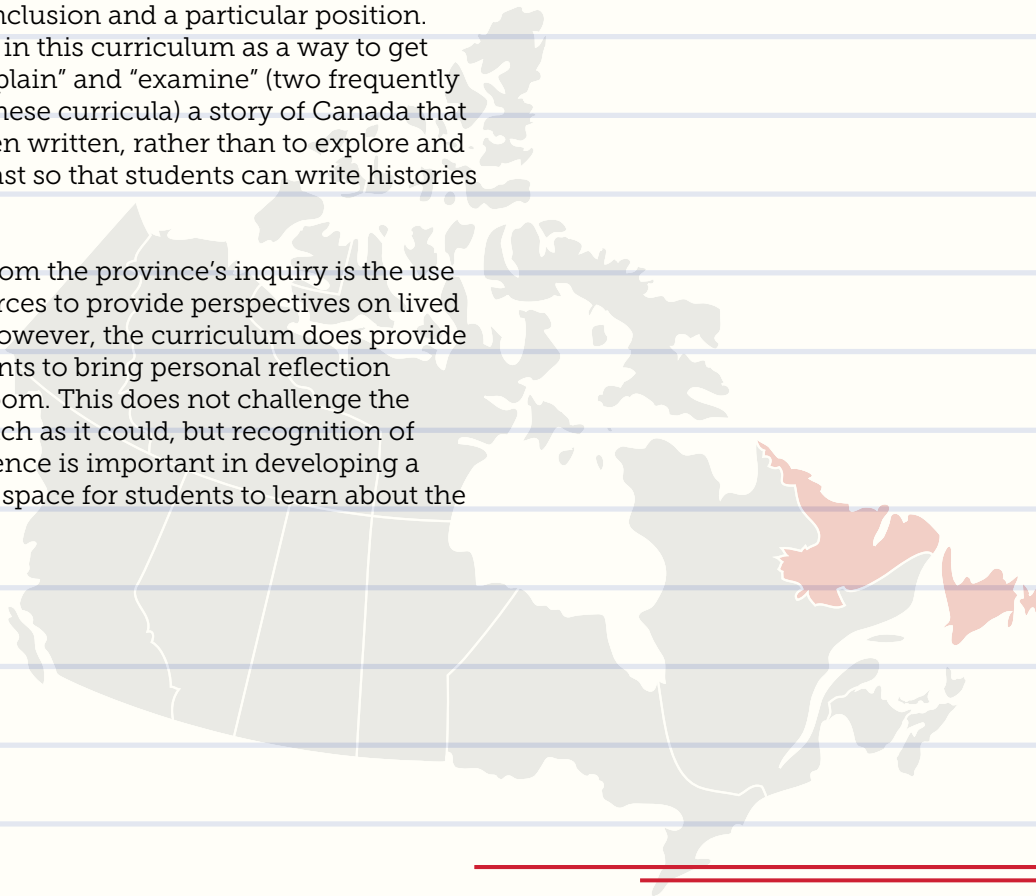 nclusion and a particular position.
in this curriculum as a way to get
plain” and “examine” (two frequently
hese curricula) a story of Canada that
en written, rather than to explore and
ast so that students can write histories
om the province’s inquiry is the use
rces to provide perspectives on lived
owever, the curriculum does provide
nts to bring personal reflection
oom. This does not challenge the
ch as it could, but recognition of
ence is important in developing a
space for students to learn about the